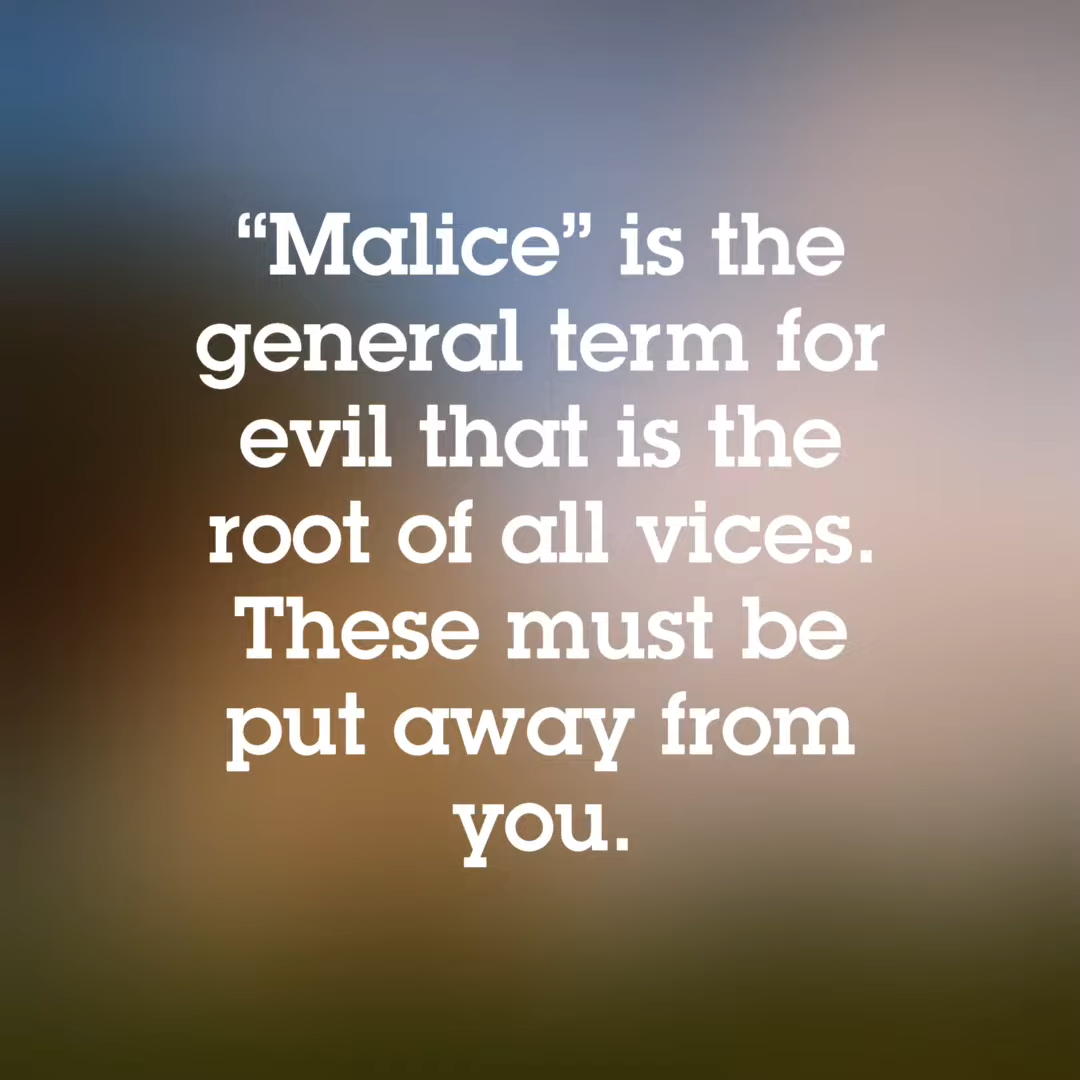 “Malice” is the
general term for
evil that is the
root of all vices.
These must be
put away from
you.